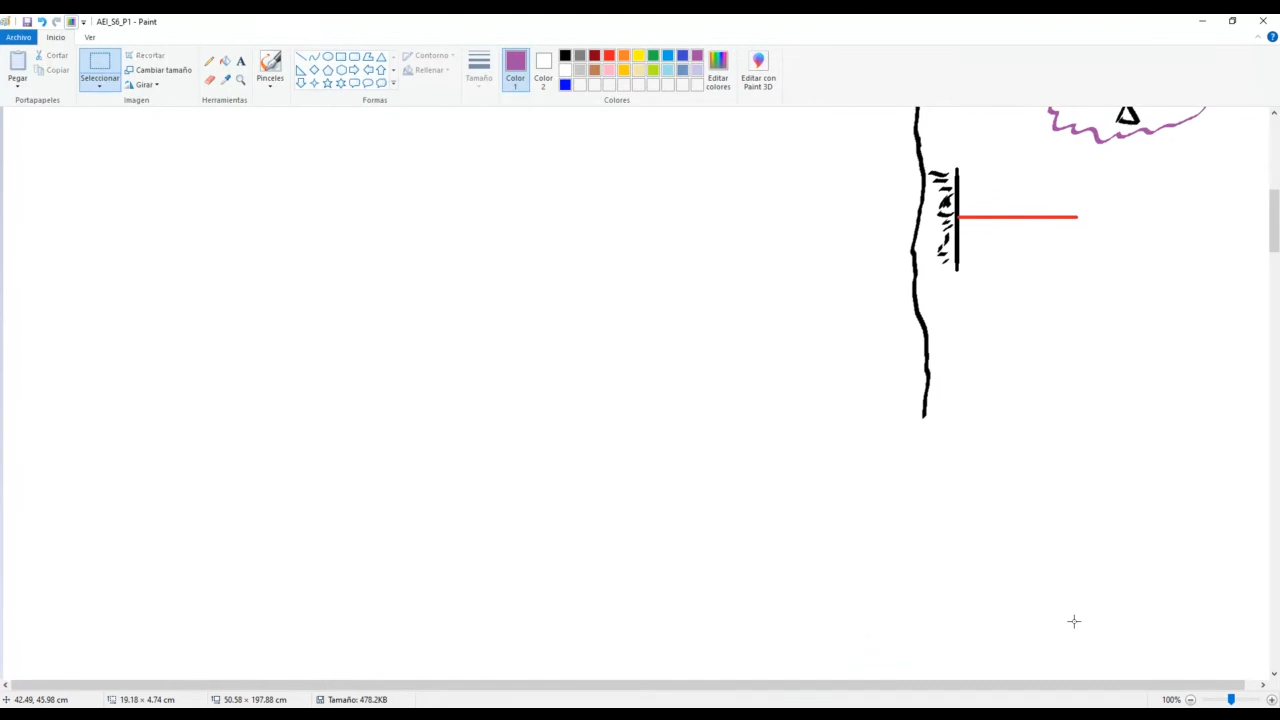 AEI_S6_P1 - Paint
Archivo Inicio Ver
Pegar
Cortar
Copiar
Portapapeles
Seleccionar
Recortar
Cambiar tamaño
Girar
Imagen
A
Herramientas
Pinceles
Contorno
Rellenar
Formas
Tamaño
Color 1
Color 2
Editar colores
Colores
Editar con Paint 3D
42.49, 45.98 cm 19.18 × 4.74 cm 50.58 × 197.88 cm Tamaño: 478.2KB 100%